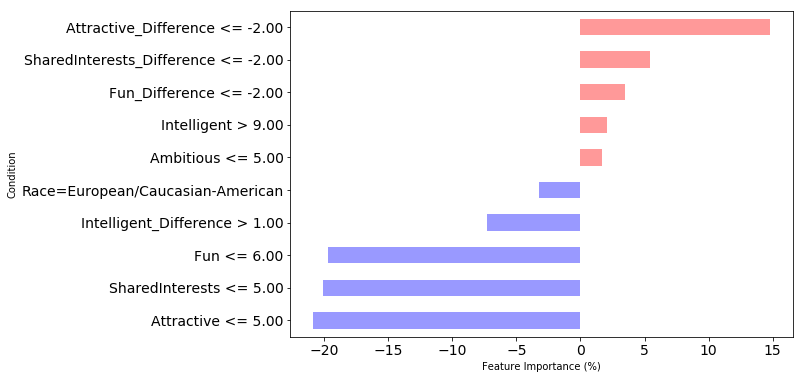 Attractive_Difference <= -2.00
SharedInterests_Difference <= -2.00
Fun_Difference <= -2.00
Intelligent > 9.00
Ambitious <= 5.00
Race=European/Caucasian-American
Intelligent_Difference > 1.00
Fun <= 6.00
SharedInterests <= 5.00
Attractive <= 5.00
Condition
−20 −15 −10 −5 0 5 10 15
Feature Importance (%)